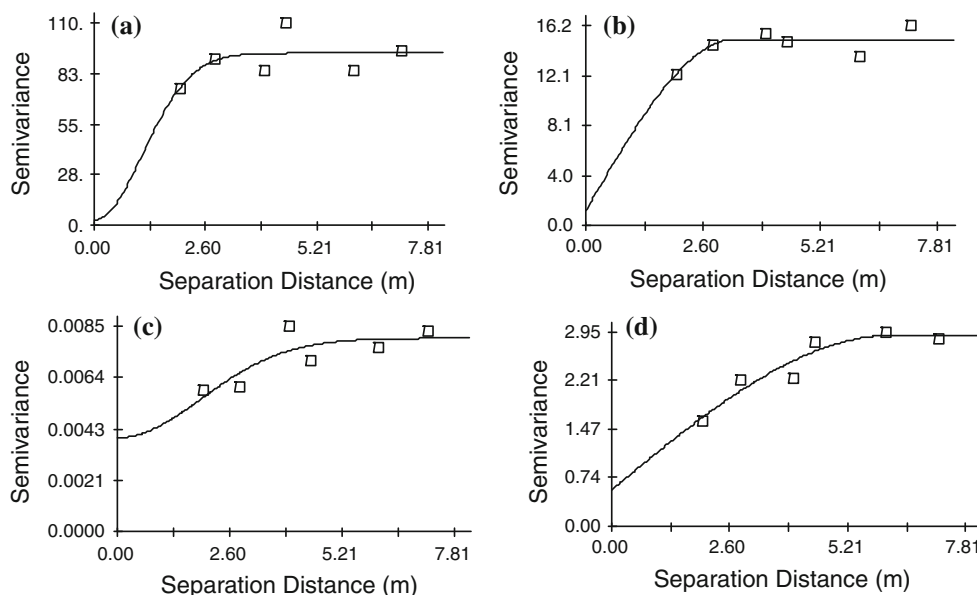 (a)
110.
83.
55.
28.
0.
0.00 2.60 5.21 7.81
Semivariance
Separation Distance (m)
(b)
16.2
12.1
8.1
4.0
0.0
0.00 2.60 5.21 7.81
Semivariance
Separation Distance (m)
(c)
0.0085
0.0064
0.0043
0.0021
0.0000
0.00 2.60 5.21 7.81
Semivariance
Separation Distance (m)
(d)
2.95
2.21
1.47
0.74
0.00
0.00 2.60 5.21 7.81
Semivariance
Separation Distance (m)